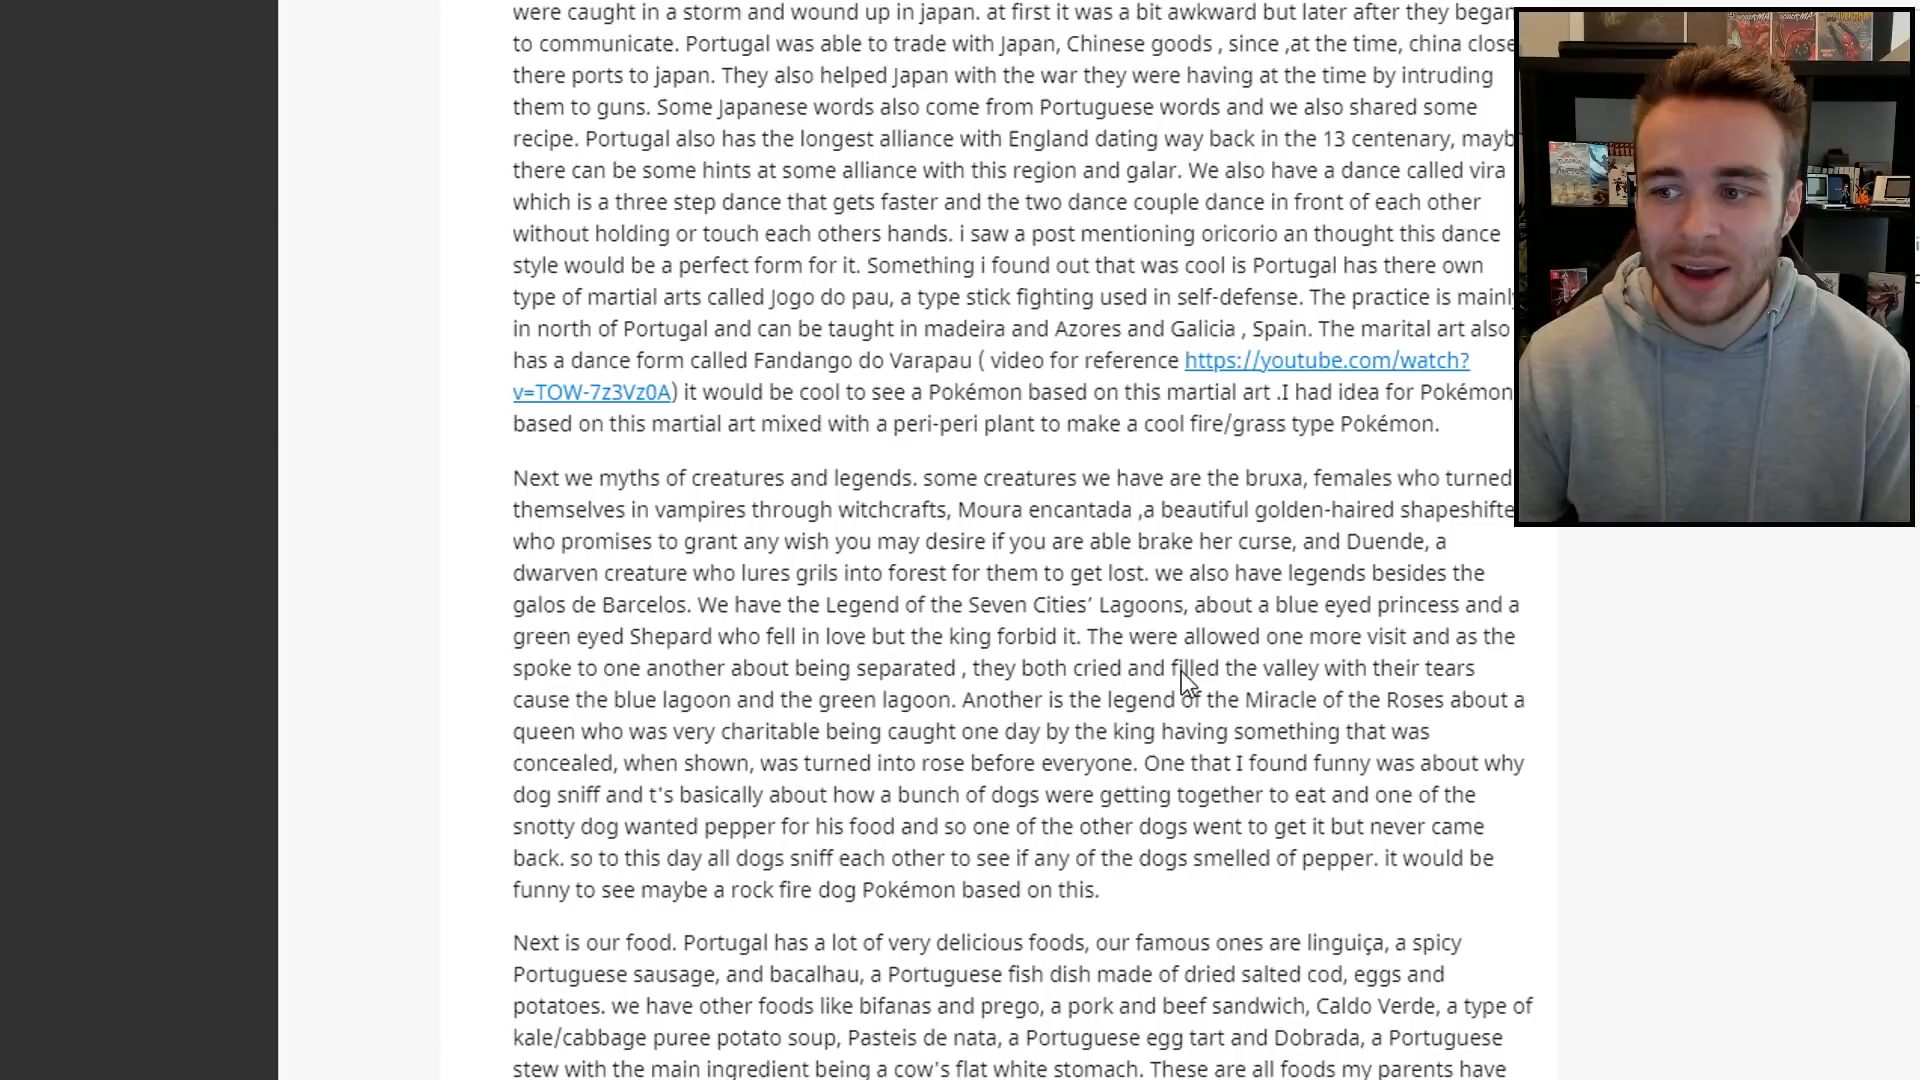 were caught in a storm and wound up in japan. at first it was a bit awkward but later after they began
to communicate. Portugal was able to trade with Japan, Chinese goods , since ,at the time, china close
there ports to japan. They also helped Japan with the war they were having at the time by intruding
them to guns. Some Japanese words also come from Portuguese words and we also shared some
recipe. Portugal also has the longest alliance with England dating way back in the 13 centenary, mayb
there can be some hints at some alliance with this region and galar. We also have a dance called vira
which is a three step dance that gets faster and the two dance couple dance in front of each other
without holding or touch each others hands. i saw a post mentioning oricorio an thought this dance
style would be a perfect form for it. Something i found out that was cool is Portugal has there own
type of martial arts called Jogo do pau, a type stick fighting used in self-defense. The practice is mainl
in north of Portugal and can be taught in madeira and Azores and Galicia , Spain. The marital art also
has a dance form called Fandango do Varapau ( video for reference https://youtube.com/watch?
v=TOW-7z3Vz0A) it would be cool to see a Pokémon based on this martial art .I had idea for Pokémon
based on this martial art mixed with a peri-peri plant to make a cool fire/grass type Pokémon.
Next we myths of creatures and legends. some creatures we have are the bruxa, females who turned
themselves in vampires through witchcrafts, Moura encantada ,a beautiful golden-haired shapeshifte
who promises to grant any wish you may desire if you are able brake her curse, and Duende, a
dwarven creature who lures grils into forest for them to get lost. we also have legends besides the
galos de Barcelos. We have the Legend of the Seven Cities’ Lagoons, about a blue eyed princess and a
green eyed Shepard who fell in love but the king forbid it. The were allowed one more visit and as the
spoke to one another about being separated , they both cried and filled the valley with their tears
cause the blue lagoon and the green lagoon. Another is the legend of the Miracle of the Roses about a
queen who was very charitable being caught one day by the king having something that was
concealed, when shown, was turned into rose before everyone. One that I found funny was about why
dog sniff and t's basically about how a bunch of dogs were getting together to eat and one of the
snotty dog wanted pepper for his food and so one of the other dogs went to get it but never came
back. so to this day all dogs sniff each other to see if any of the dogs smelled of pepper. it would be
funny to see maybe a rock fire dog Pokémon based on this.
Next is our food. Portugal has a lot of very delicious foods, our famous ones are linguiça, a spicy
Portuguese sausage, and bacalhau, a Portuguese fish dish made of dried salted cod, eggs and
potatoes. we have other foods like bifanas and prego, a pork and beef sandwich, Caldo Verde, a type of
kale/cabbage puree potato soup, Pasteis de nata, a Portuguese egg tart and Dobrada, a Portuguese
stew with the main ingredient being a cow's flat white stomach. These are all foods my parents have